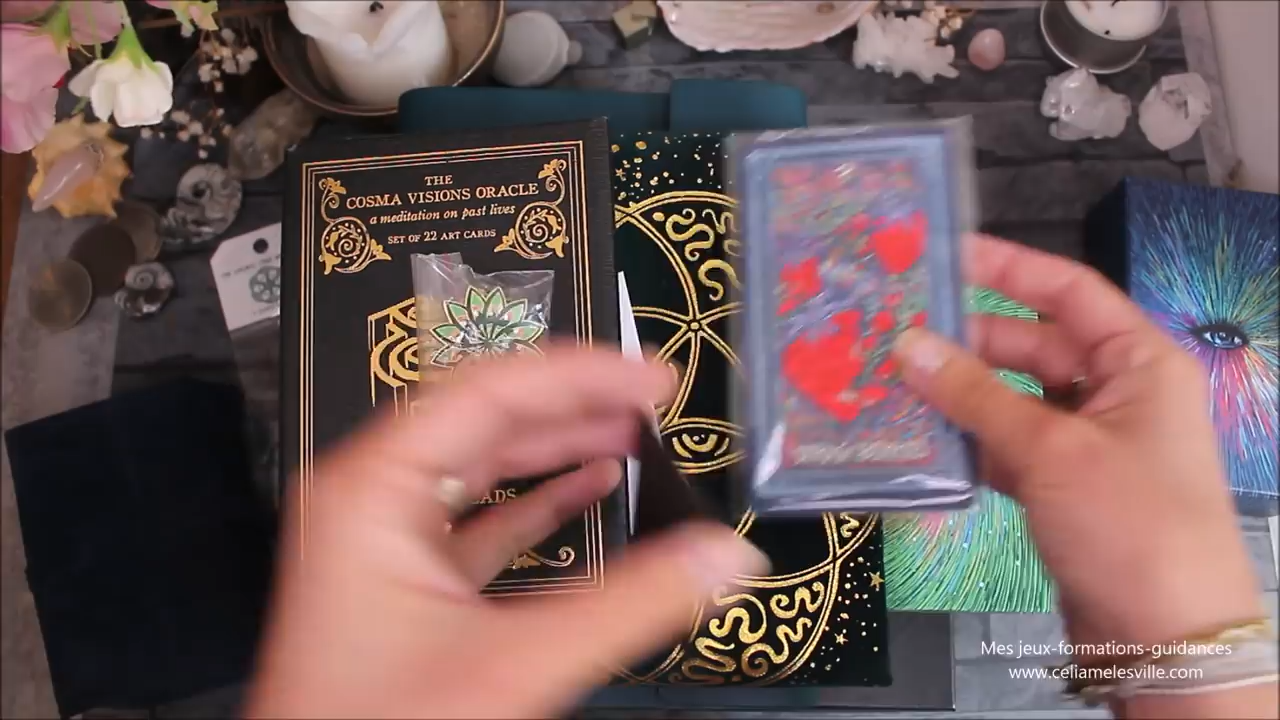 THE
COSMA VISIONS ORACLE
a meditation on past lives
SET OF 22 ART CARDS
Mes jeux-formations-guidances
www.celiamelesville.com